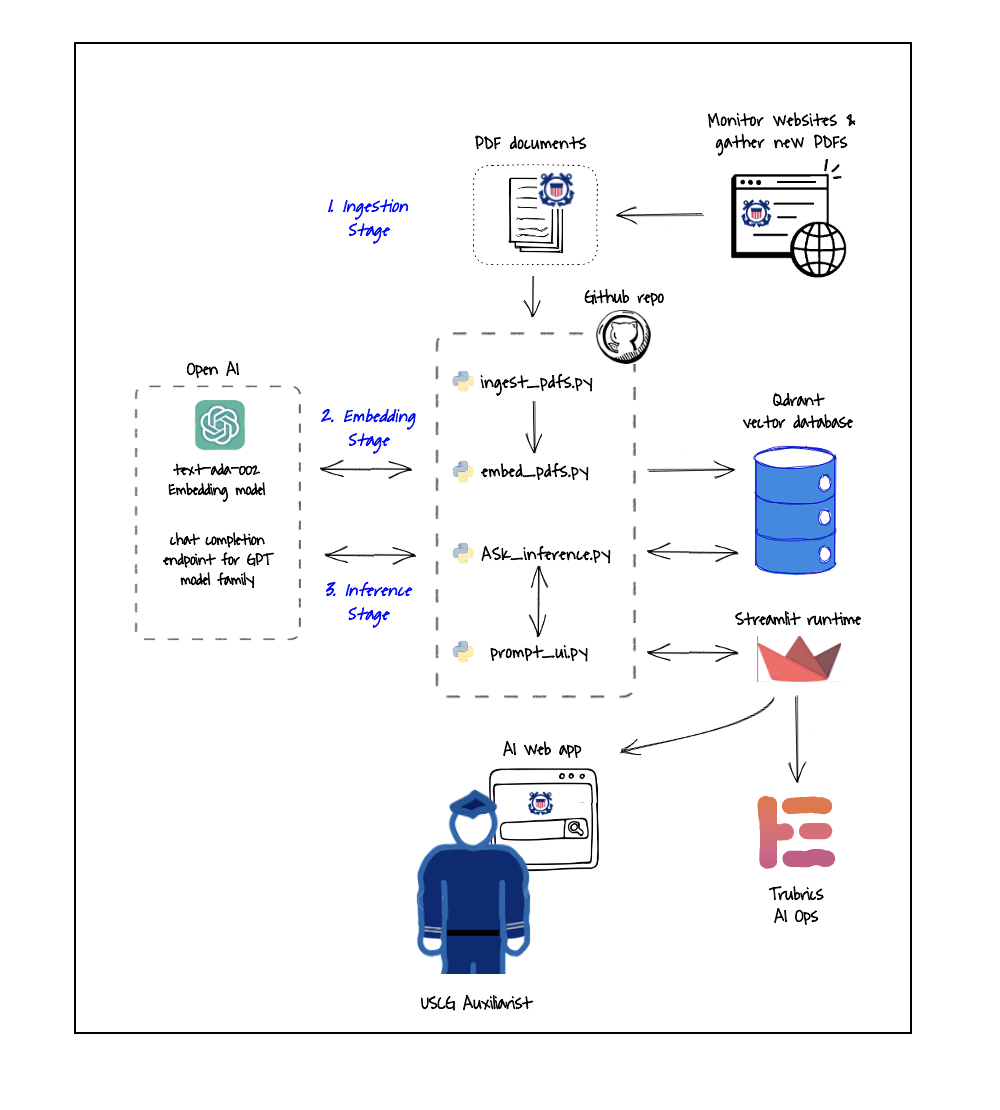 Monitor websites &
gather new PDFs
PDF documents
1. Ingestion
Stage
Github repo
ingest_pdfs.py
Open AI
text-ada-002
Embedding model
chat completion
endpoint for GPT
model family
2. Embedding
Stage
embed_pdfs.py
Qdrant
vector database
ASk_inference.py
3. Inference
Stage
prompt_ui.py
Streamlit runtime
AI Web app
Trubrics
AI Ops
USCG Auxiliarist